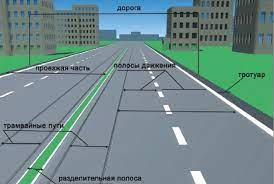 дорога
проезжая часть
полосы движения
тротуар
трамвайные пути
разделительная полоса